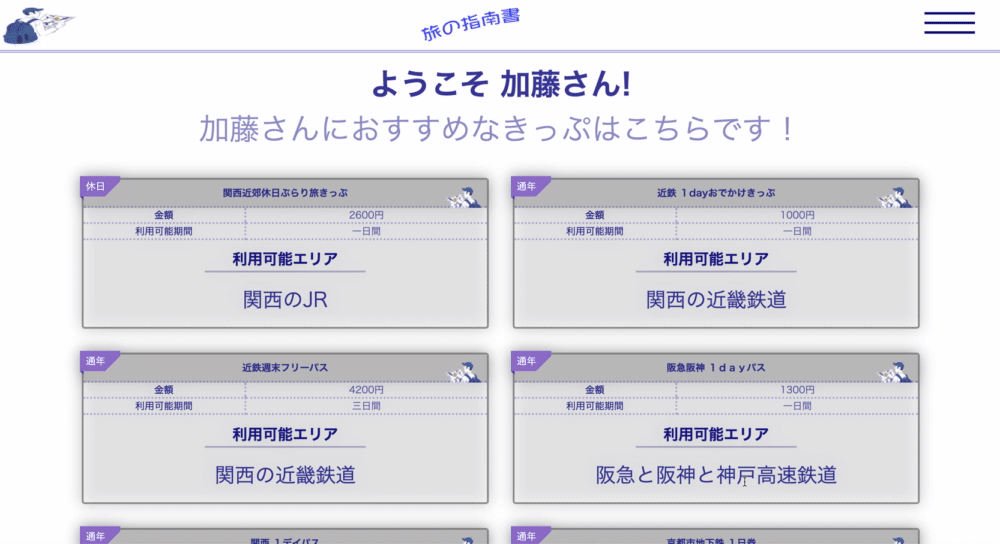 旅の指南書
ようこそ 加藤さん!
加藤さんにおすすめなきっぷはこちらです！
休日
関西近郊休日ぶらり旅きっぷ
金額 2600円
利用可能期間 一日間
利用可能エリア
関西のJR
通年
近鉄 1dayおでかけきっぷ
金額 1000円
利用可能期間 一日間
利用可能エリア
関西の近畿鉄道
通年
近鉄週末フリーパス
金額 4200円
利用可能期間 三日間
利用可能エリア
関西の近畿鉄道
通年
阪急阪神 １ｄａｙパス
金額 1300円
利用可能期間 一日間
利用可能エリア
阪急と阪神と神戸高速鉄道
通年
関西 １デイパス
通年
京都市地下鉄 １日券